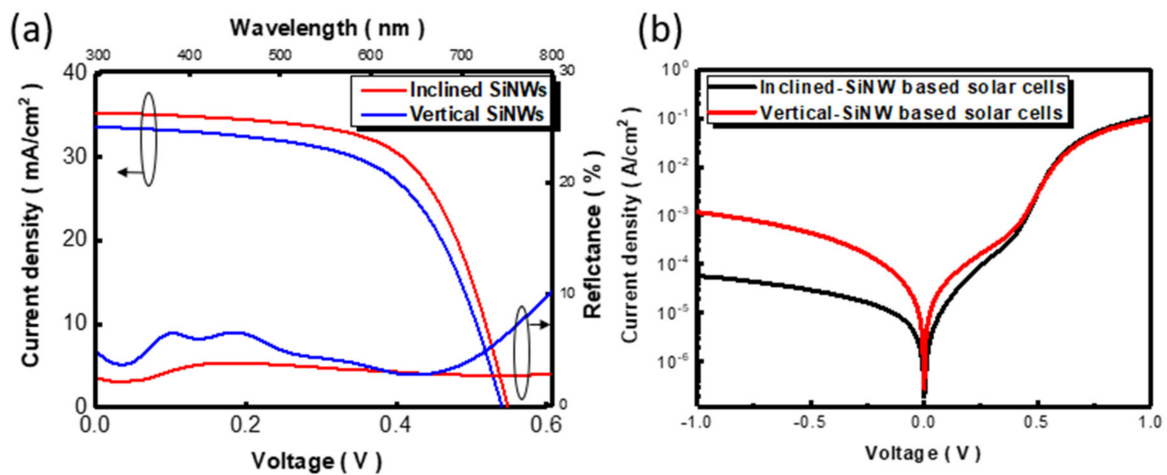 (a)
Wavelength ( nm )
300 400 500 600 700 800
Current density ( mA/cm²)
40
30
20
10
0
Inclined SiNWs
Vertical SiNWs
30
20
10
0
Reflctance ( % )
0.0 0.2 0.4 0.6
Voltage ( V )
(b)
Current density ( A/cm²)
10⁰
10⁻¹
10⁻²
10⁻³
10⁻⁴
10⁻⁵
10⁻⁶
Inclined-SiNW based solar cells
Vertical-SiNW based solar cells
-1.0 -0.5 0.0 0.5 1.0
Voltage ( V )